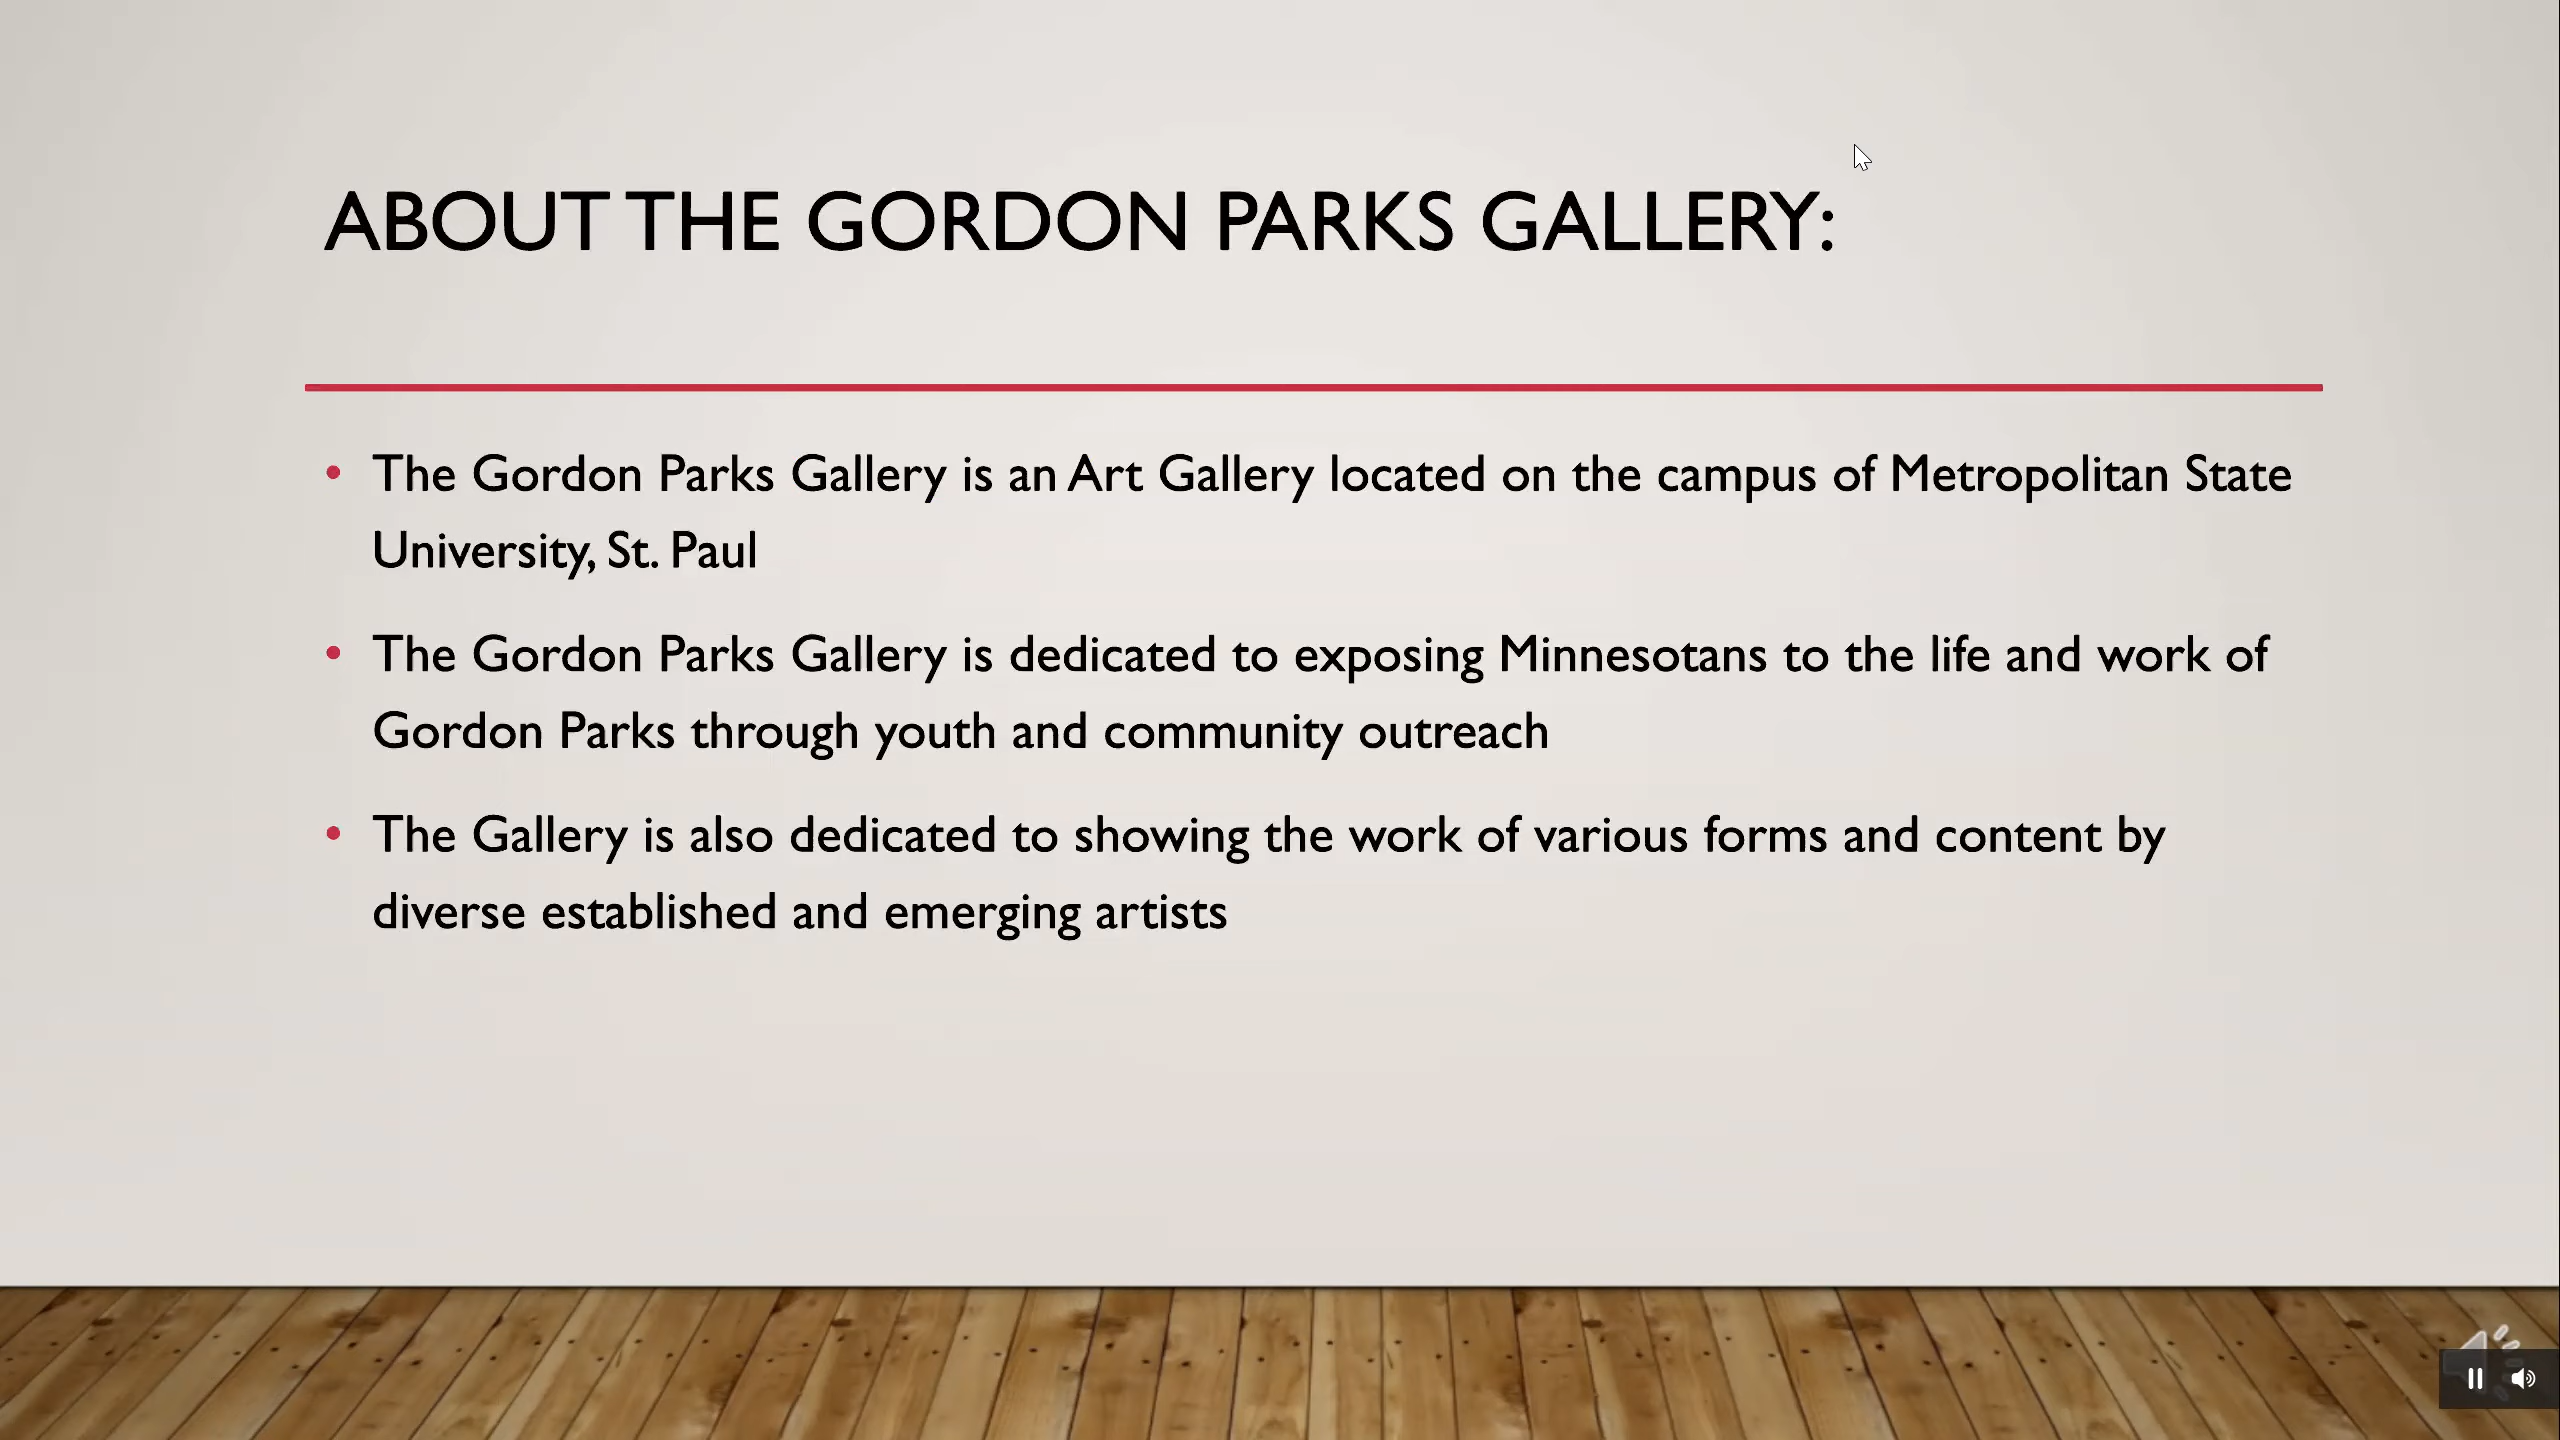 ABOUT THE GORDON PARKS GALLERY:
• The Gordon Parks Gallery is an Art Gallery located on the campus of Metropolitan State
University, St. Paul
• The Gordon Parks Gallery is dedicated to exposing Minnesotans to the life and work of
Gordon Parks through youth and community outreach
• The Gallery is also dedicated to showing the work of various forms and content by
diverse established and emerging artists